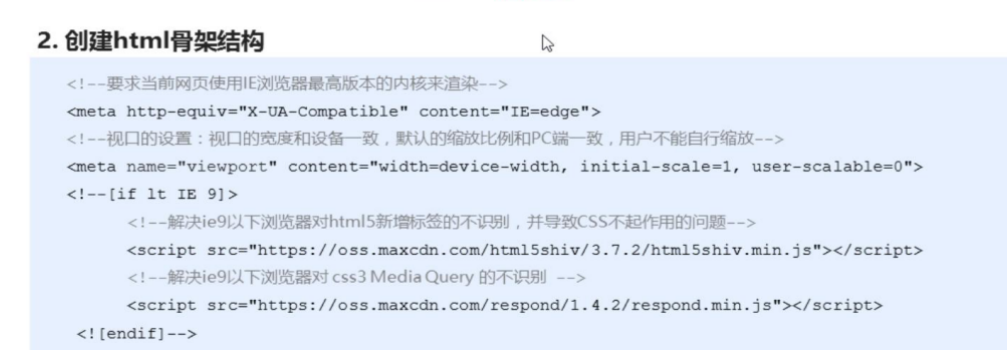 2. 创建html骨架结构
<!--要求当前网页使用IE浏览器最高版本的内核来渲染-->
<meta http-equiv="X-UA-Compatible" content="IE=edge">
<!--视口的设置：视口的宽度和设备一致，默认的缩放比例和PC端一致，用户不能自行缩放-->
<meta name="viewport" content="width=device-width, initial-scale=1, user-scalable=0">
<!--[if lt IE 9]>
<!--解决ie9以下浏览器对html5新增标签的不识别，并导致CSS不起作用的问题-->
<script src="https://oss.maxcdn.com/html5shiv/3.7.2/html5shiv.min.js"></script>
<!--解决ie9以下浏览器对 css3 Media Query 的不识别 -->
<script src="https://oss.maxcdn.com/respond/1.4.2/respond.min.js"></script>
<![endif]-->